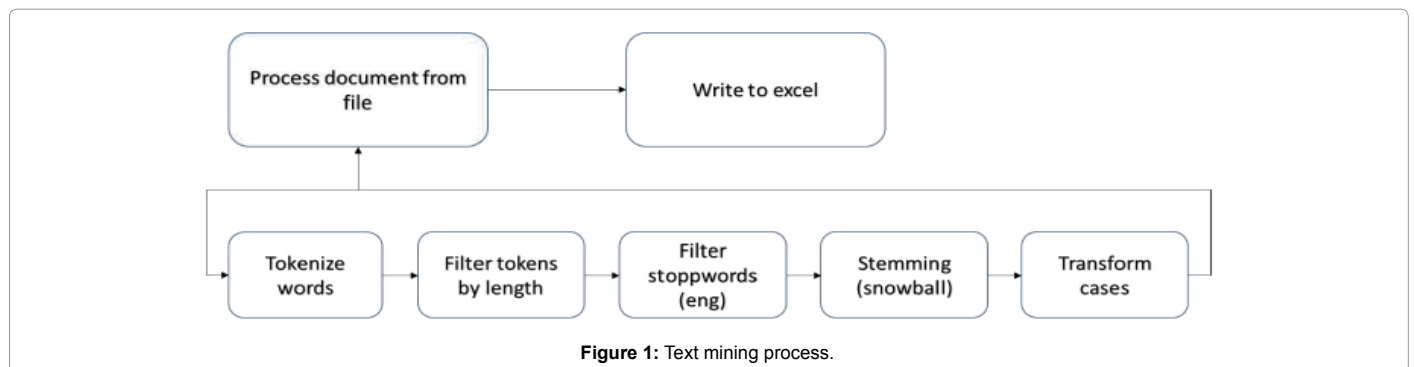 Process document from
file
Write to excel
Tokenize
words
Filter tokens
by length
Filter
stoppwords
(eng)
Stemming
(snowball)
Transform
cases
Figure 1: Text mining process.